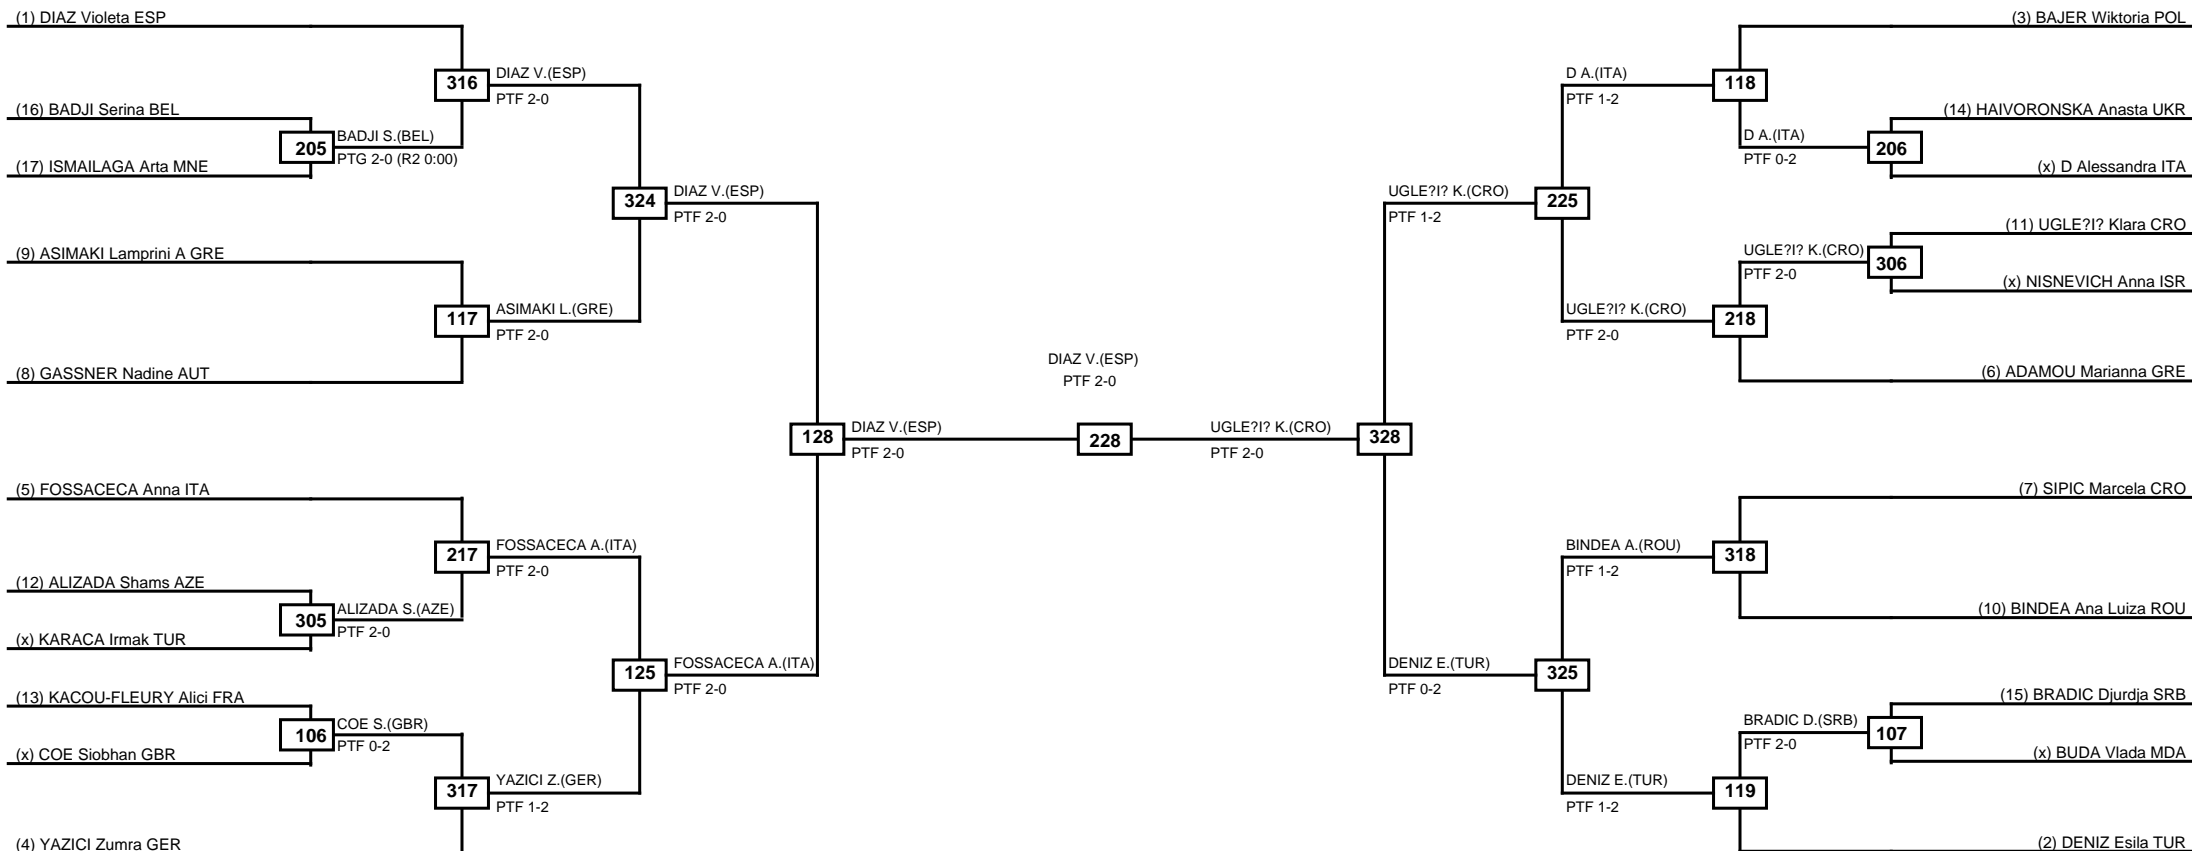 (1) DIAZ Violeta ESP
(16) BADJI Serina BEL
(17) ISMAILAGA Arta MNE
(9) ASIMAKI Lamprini A GRE
(8) GASSNER Nadine AUT
(5) FOSSACECA Anna ITA
(12) ALIZADA Shams AZE
(x) KARACA Irmak TUR
(13) KACOU-FLEURY Alici FRA
(x) COE Siobhan GBR
(4) YAZICI Zumra GER
205
BADJI S.(BEL)
PTG 2-0 (R2 0:00)
305
ALIZADA S.(AZE)
PTF 2-0
106
COE S.(GBR)
PTF 0-2
316
DIAZ V.(ESP)
PTF 2-0
117
ASIMAKI L.(GRE)
PTF 2-0
217
FOSSACECA A.(ITA)
PTF 2-0
317
YAZICI Z.(GER)
PTF 1-2
324
DIAZ V.(ESP)
PTF 2-0
125
FOSSACECA A.(ITA)
PTF 2-0
128
DIAZ V.(ESP)
PTF 2-0
DIAZ V.(ESP)
PTF 2-0
228
UGLE?I? K.(CRO)
PTF 2-0
328
UGLE?I? K.(CRO)
PTF 1-2
225
DENIZ E.(TUR)
PTF 0-2
325
D A.(ITA)
PTF 1-2
118
UGLE?I? K.(CRO)
PTF 2-0
218
BINDEA A.(ROU)
PTF 1-2
318
DENIZ E.(TUR)
PTF 1-2
119
D A.(ITA)
PTF 0-2
206
UGLE?I? K.(CRO)
PTF 2-0
306
BRADIC D.(SRB)
PTF 2-0
107
(3) BAJER Wiktoria POL
(14) HAIVORONSKA Anasta UKR
(x) D Alessandra ITA
(11) UGLE?I? Klara CRO
(x) NISNEVICH Anna ISR
(6) ADAMOU Marianna GRE
(7) SIPIC Marcela CRO
(10) BINDEA Ana Luiza ROU
(15) BRADIC Djurdja SRB
(x) BUDA Vlada MDA
(2) DENIZ Esila TUR